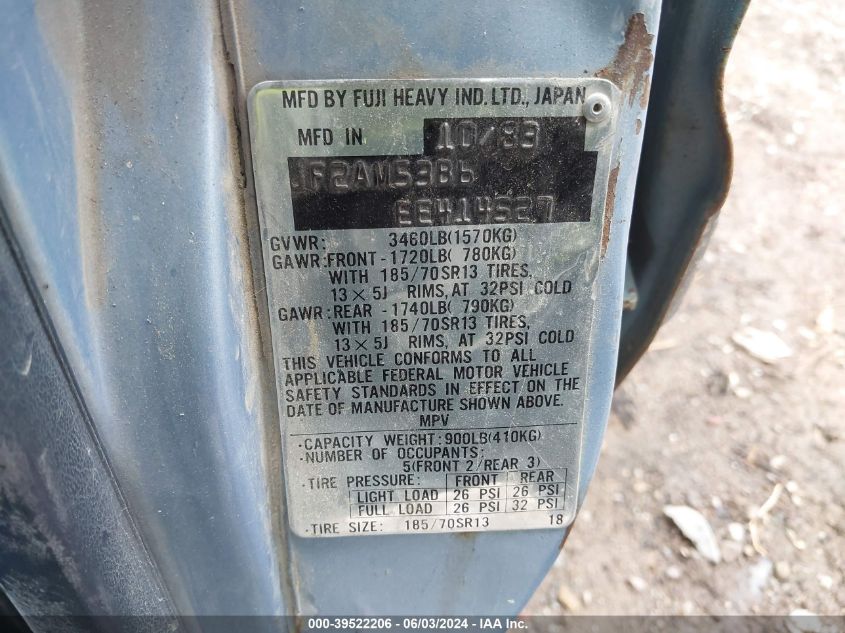 MFD BY FUJI HEAVY IND. LTD., JAPAN
MFD IN 10/83
JF2AM53B6
EE414527
GVWR: 3460LB(1570KG)
GAWR:FRONT-1720LB( 780KG)
WITH 185/70SR13 TIRES,
13×5J RIMS, AT 32PSI COLD
GAWR:REAR -1740LB( 790KG)
WITH 185/70SR13 TIRES,
13×5J RIMS, AT 32PSI COLD
THIS VEHICLE CONFORMS TO ALL
APPLICABLE FEDERAL MOTOR VEHICLE
SAFETY STANDARDS IN EFFECT ON THE
DATE OF MANUFACTURE SHOWN ABOVE.
MPV
·CAPACITY WEIGHT:900LB(410KG)
·NUMBER OF OCCUPANTS:
5(FRONT 2/REAR 3)
·TIRE PRESSURE: FRONT REAR
LIGHT LOAD 26 PSI 26 PSI
FULL LOAD 26 PSI 32 PSI
·TIRE SIZE: 185/70SR13 18
000-39522206 - 06/03/2024 - IAA Inc.